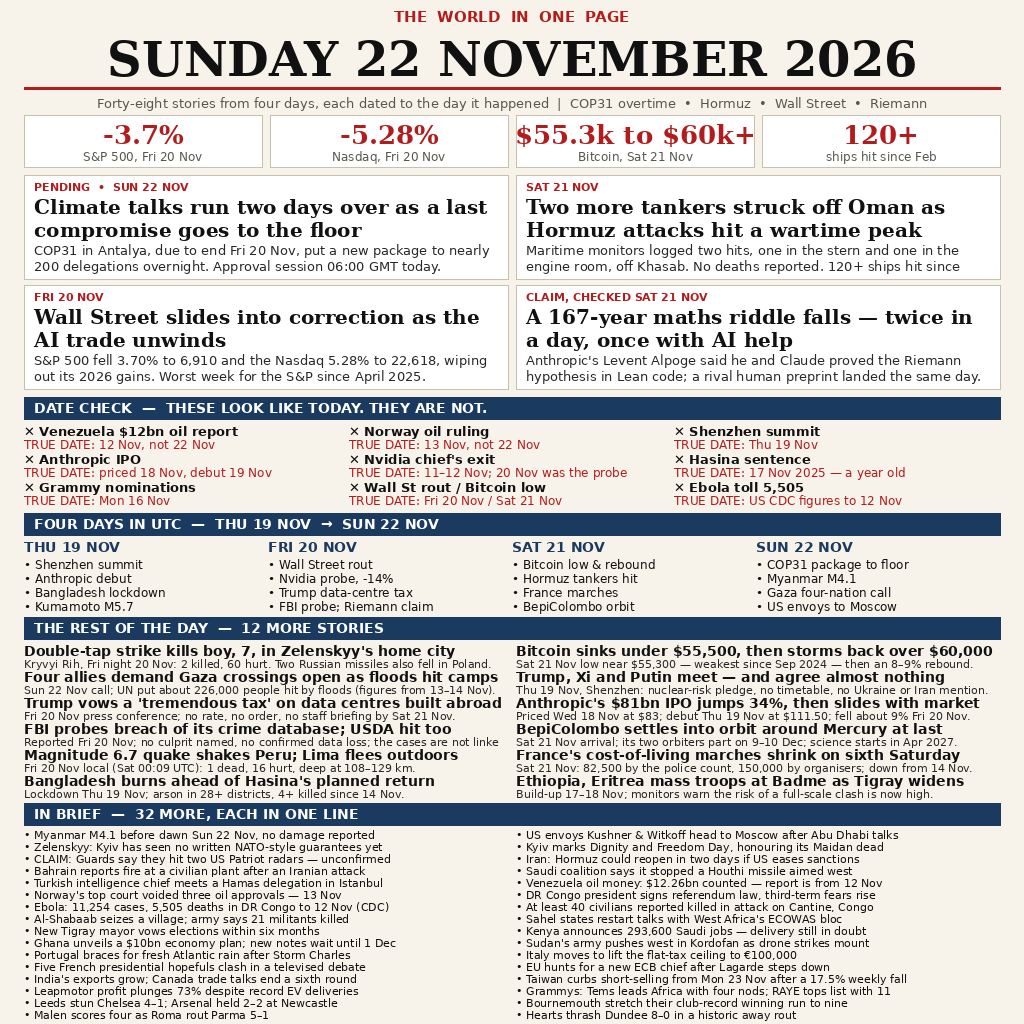 THE WORLD IN ONE PAGE
SUNDAY 22 NOVEMBER 2026
Forty-eight stories from four days, each dated to the day it happened | COP31 overtime • Hormuz • Wall Street • Riemann
-3.7%
S&P 500, Fri 20 Nov
-5.28%
Nasdaq, Fri 20 Nov
$55.3k to $60k+
Bitcoin, Sat 21 Nov
120+
ships hit since Feb
PENDING • SUN 22 NOV
Climate talks run two days over as a last
compromise goes to the floor
COP31 in Antalya, due to end Fri 20 Nov, put a new package to nearly
200 delegations overnight. Approval session 06:00 GMT today.
SAT 21 NOV
Two more tankers struck off Oman as
Hormuz attacks hit a wartime peak
Maritime monitors logged two hits, one in the stern and one in the
engine room, off Khasab. No deaths reported. 120+ ships hit since
FRI 20 NOV
Wall Street slides into correction as the
AI trade unwinds
S&P 500 fell 3.70% to 6,910 and the Nasdaq 5.28% to 22,618, wiping
out its 2026 gains. Worst week for the S&P since April 2025.
CLAIM, CHECKED SAT 21 NOV
A 167-year maths riddle falls — twice in
a day, once with AI help
Anthropic's Levent Alpoge said he and Claude proved the Riemann
hypothesis in Lean code; a rival human preprint landed the same day.
DATE CHECK — THESE LOOK LIKE TODAY. THEY ARE NOT.
✕ Venezuela $12bn oil report
TRUE DATE: 12 Nov, not 22 Nov
✕ Norway oil ruling
TRUE DATE: 13 Nov, not 22 Nov
✕ Shenzhen summit
TRUE DATE: Thu 19 Nov
✕ Anthropic IPO
TRUE DATE: priced 18 Nov, debut 19 Nov
✕ Nvidia chief's exit
TRUE DATE: 11–12 Nov; 20 Nov was the probe
✕ Hasina sentence
TRUE DATE: 17 Nov 2025 — a year old
✕ Grammy nominations
TRUE DATE: Mon 16 Nov
✕ Wall St rout / Bitcoin low
TRUE DATE: Fri 20 Nov / Sat 21 Nov
✕ Ebola toll 5,505
TRUE DATE: US CDC figures to 12 Nov
FOUR DAYS IN UTC — THU 19 NOV → SUN 22 NOV
THU 19 NOV
• Shenzhen summit
• Anthropic debut
• Bangladesh lockdown
• Kumamoto M5.7
FRI 20 NOV
• Wall Street rout
• Nvidia probe, -14%
• Trump data-centre tax
• FBI probe; Riemann claim
SAT 21 NOV
• Bitcoin low & rebound
• Hormuz tankers hit
• France marches
• BepiColombo orbit
SUN 22 NOV
• COP31 package to floor
• Myanmar M4.1
• Gaza four-nation call
• US envoys to Moscow
THE REST OF THE DAY — 12 MORE STORIES
Double-tap strike kills boy, 7, in Zelenskyy's home city
Kryvyi Rih, Fri night 20 Nov: 2 killed, 60 hurt. Two Russian missiles also fell in Poland.
Four allies demand Gaza crossings open as floods hit camps
Sun 22 Nov call; UN put about 226,000 people hit by floods (figures from 13–14 Nov).
Trump vows a 'tremendous tax' on data centres built abroad
Fri 20 Nov press conference; no rate, no order, no staff briefing by Sat 21 Nov.
FBI probes breach of its crime database; USDA hit too
Reported Fri 20 Nov; no culprit named, no confirmed data loss; the cases are not linke
Magnitude 6.7 quake shakes Peru; Lima flees outdoors
Fri 20 Nov local (Sat 00:09 UTC): 1 dead, 16 hurt, deep at 108–129 km.
Bangladesh burns ahead of Hasina's planned return
Lockdown Thu 19 Nov; arson in 28+ districts, 4+ killed since 14 Nov.
Bitcoin sinks under $55,500, then storms back over $60,000
Sat 21 Nov low near $55,300 — weakest since Sep 2024 — then an 8–9% rebound.
Trump, Xi and Putin meet — and agree almost nothing
Thu 19 Nov, Shenzhen: nuclear-risk pledge, no timetable, no Ukraine or Iran mention.
Anthropic's $81bn IPO jumps 34%, then slides with market
Priced Wed 18 Nov at $83; debut Thu 19 Nov at $111.50; fell about 9% Fri 20 Nov.
BepiColombo settles into orbit around Mercury at last
Sat 21 Nov arrival; its two orbiters part on 9–10 Dec; science starts in Apr 2027.
France's cost-of-living marches shrink on sixth Saturday
Sat 21 Nov: 82,500 by the police count, 150,000 by organisers; down from 14 Nov.
Ethiopia, Eritrea mass troops at Badme as Tigray widens
Build-up 17–18 Nov; monitors warn the risk of a full-scale clash is now high.
IN BRIEF — 32 MORE, EACH IN ONE LINE
• Myanmar M4.1 before dawn Sun 22 Nov, no damage reported
• Zelensky: Kyiv has seen no written NATO-style guarantees yet
• CLAIM: Guards say they hit two US Patriot radars — unconfirmed
• Bahrain reports fire at a civilian plant after an Iranian attack
• Turkish intelligence chief meets a Hamas delegation in Istanbul
• Norway's top court voided three oil approvals — 13 Nov
• Ebola: 11,254 cases, 5,505 deaths in DR Congo to 12 Nov (CDC)
• Al-Shabaab seizes a village; army says 21 militants killed
• New Tigray mayor vows elections within six months
• Ghana unveils a $10bn economy plan; new notes wait until 1 Dec
• Portugal braces for fresh Atlantic rain after Storm Charles
• Five French presidential hopefuls clash in a televised debate
• India's exports grow; Canada trade talks end a sixth round
• Leapmotor profit plunges 73% despite record EV deliveries
• Leeds stun Chelsea 4–1; Arsenal held 2–2 at Newcastle
• Malen scores four as Roma rout Parma 5–1
• US envoys Kushner & Witkoff head to Moscow after Abu Dhabi talks
• Kyiv marks Dignity and Freedom Day, honouring its Maidan dead
• Iran: Hormuz could reopen in two days if US eases sanctions
• Saudi coalition says it stopped a Houthi missile aimed west
• Venezuela oil money: $12.26bn counted — report is from 12 Nov
• DR Congo president signs referendum law, third-term fears rise
• At least 40 civilians reported killed in attack on Cantine, Congo
• Sahel states restart talks with West Africa's ECOWAS bloc
• Kenya announces 293,600 Saudi jobs — delivery still in doubt
• Sudan's army pushes west in Kordofan as drone strikes mount
• Italy moves to lift the flat-tax ceiling to €100,000
• EU hunts for a new ECB chief after Lagarde steps down
• Taiwan curbs short-selling from Mon 23 Nov after a 17.5% weekly fall
• Grammys: Tems leads Africa with four nods; RAYE tops list with 11
• Bournemouth stretch their club-record winning run to nine
• Hearts thrash Dundee 8–0 in a historic away rout